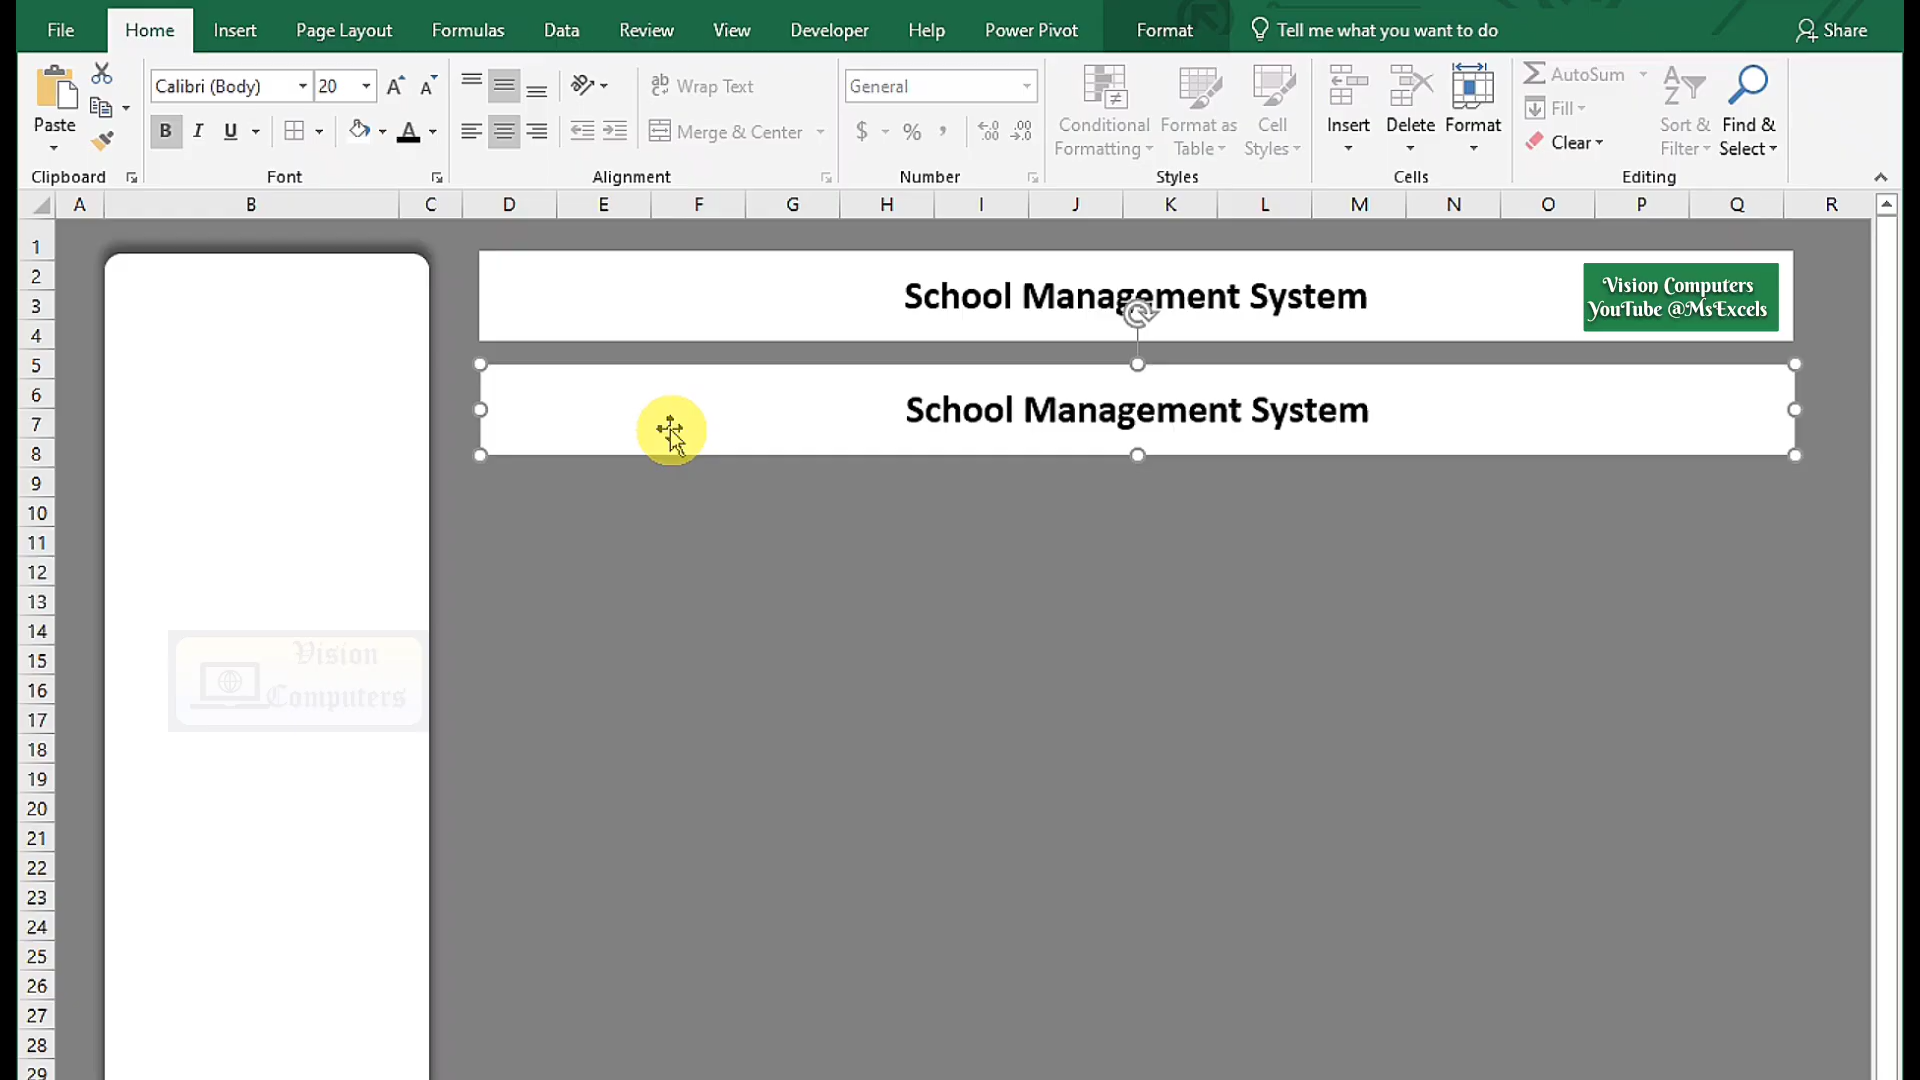 File Home Insert Page Layout Formulas Data Review View Developer Help Power Pivot Format Tell me what you want to do Share
Calibri (Body) 20 Wrap Text General AutoSum
Paste B I U A Merge & Center $ % Conditional Formatting Format as Table Cell Styles Insert Delete Format Fill Clear Sort & Filter Find & Select
Clipboard Font Alignment Number Styles Cells Editing
A B C D E F G H I J K L M N O P Q R
1
2
3
4
5
6
7
8
9
10
11
12
13
14
15
16
17
18
19
20
21
22
23
24
25
26
27
28
29
School Management System
Vision Computers
YouTube @MsExcels
School Management System
Vision
Computers